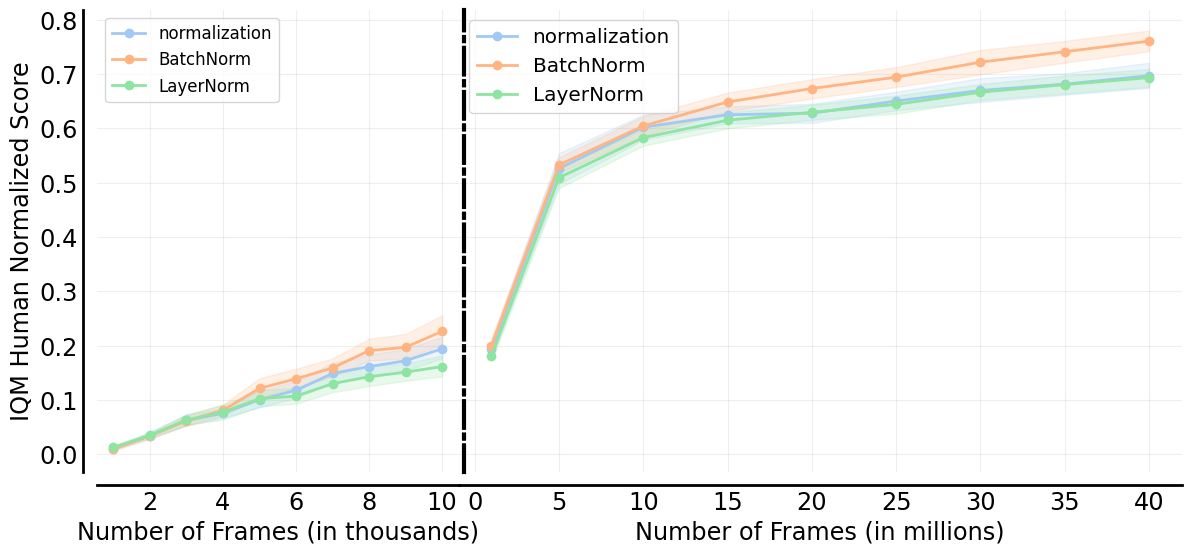 IQM Human Normalized Score
0.8
0.7
0.6
0.5
0.4
0.3
0.2
0.1
0.0
normalization
BatchNorm
LayerNorm
2 4 6 8 10
Number of Frames (in thousands)
normalization
BatchNorm
LayerNorm
0 5 10 15 20 25 30 35 40
Number of Frames (in millions)